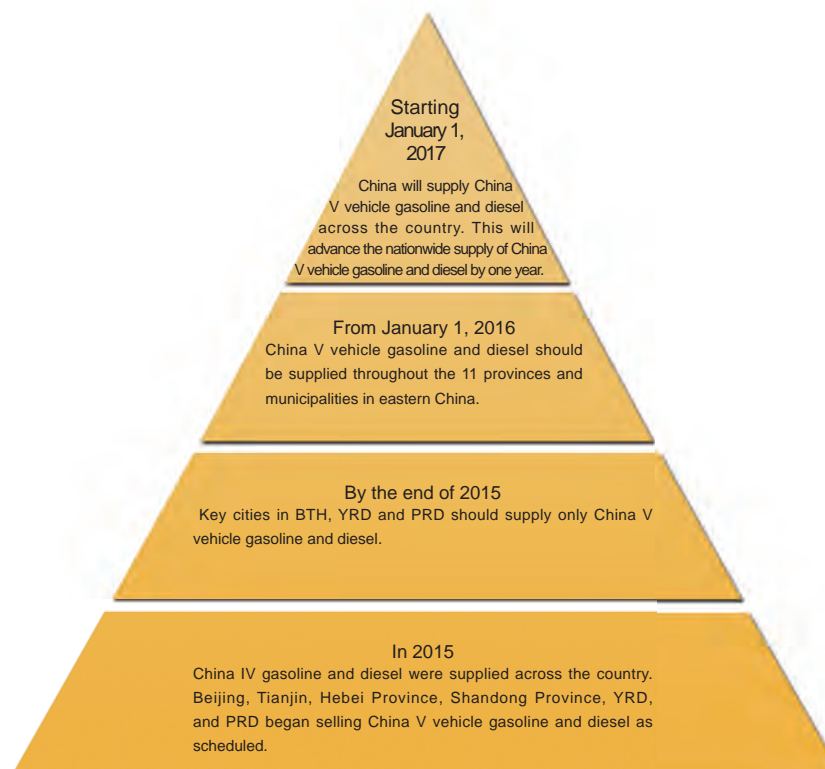 Starting
January 1,
2017
China will supply China
V vehicle gasoline and diesel
across the country. This will
advance the nationwide supply of China
V vehicle gasoline and diesel by one year.
From January 1, 2016
China V vehicle gasoline and diesel should
be supplied throughout the 11 provinces and
municipalities in eastern China.
By the end of 2015
Key cities in BTH, YRD and PRD should supply only China V
vehicle gasoline and diesel.
In 2015
China IV gasoline and diesel were supplied across the country.
Beijing, Tianjin, Hebei Province, Shandong Province, YRD,
and PRD began selling China V vehicle gasoline and diesel as
scheduled.